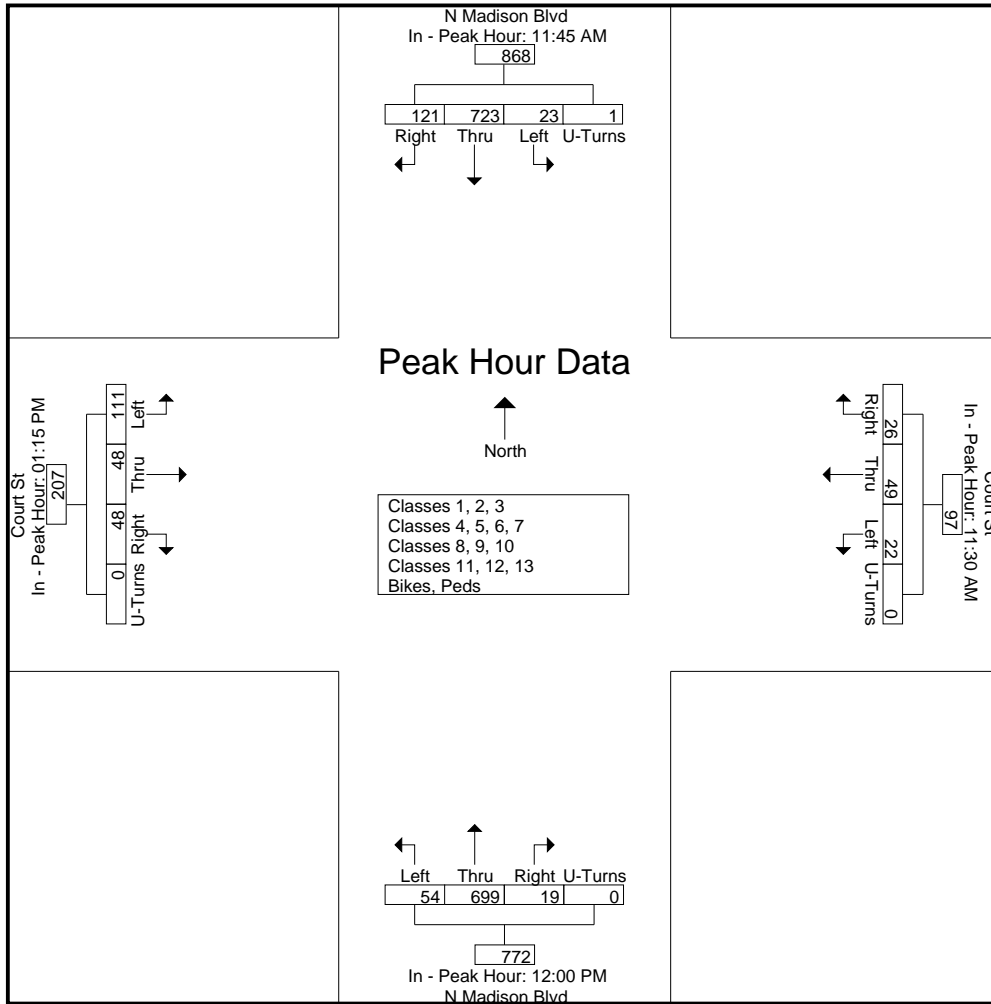 N Madison Blvd
In - Peak Hour: 11:45 AM
868
121 723 23 1
Right Thru Left U-Turns
Peak Hour Data
North
Classes 1, 2, 3
Classes 4, 5, 6, 7
Classes 8, 9, 10
Classes 11, 12, 13
Bikes, Peds
Court St
In - Peak Hour: 01:15 PM
207
111 48 48 0
Left Thru Right U-Turns
Court St
In - Peak Hour: 11:30 AM
97
26 49 22 0
Right Thru Left U-Turns
Left Thru Right U-Turns
54 699 19 0
772
In - Peak Hour: 12:00 PM
N Madison Blvd